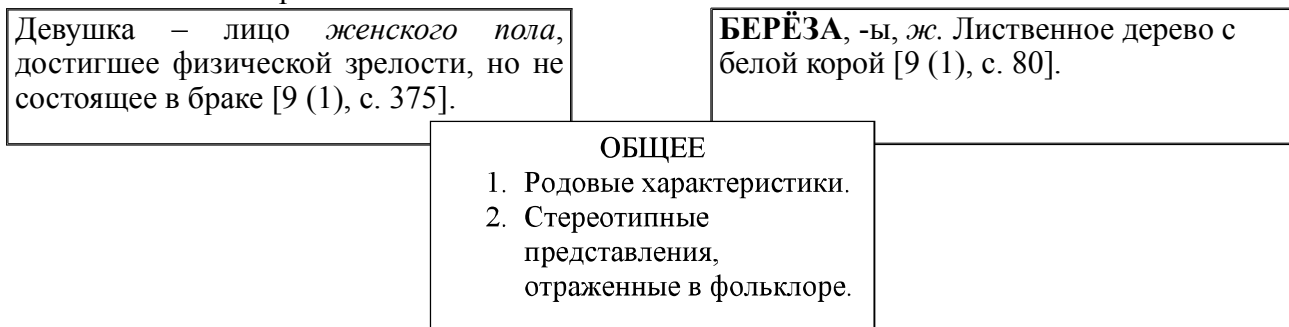 Девушка – лицо женского пола,
достигшее физической зрелости, но не
состоящее в браке [9 (1), с. 375].
БЕРЁЗА, -ы, ж. Лиственное дерево с
белой корой [9 (1), с. 80].
ОБЩЕЕ
1. Родовые характеристики.
2. Стереотипные
представления,
отраженные в фольклоре.